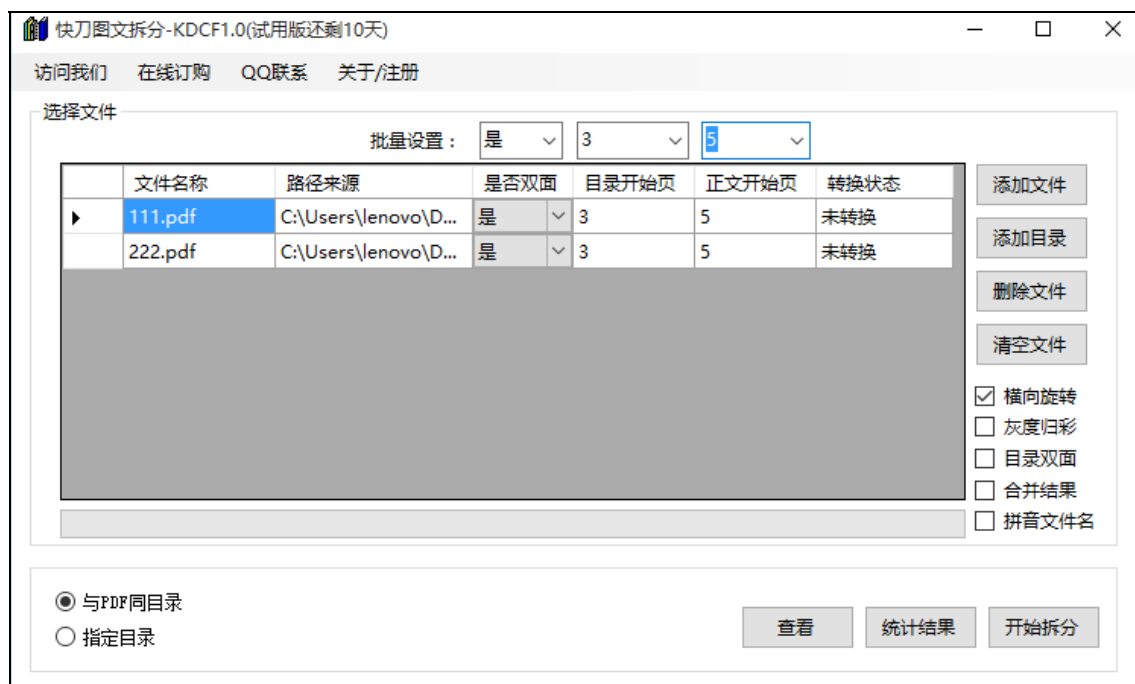 快刀图文拆分-KDCF1.0(试用版还剩10天)
访问我们 在线订购 QQ联系 关于/注册
选择文件
批量设置： 是 3 5
文件名称 路径来源 是否双面 目录开始页 正文开始页 转换状态
111.pdf C:\Users\lenovo\D... 是 3 5 未转换
222.pdf C:\Users\lenovo\D... 是 3 5 未转换
添加文件
添加目录
删除文件
清空文件
横向旋转
灰度归彩
目录双面
合并结果
拼音文件名
与PDF同目录
指定目录
查看 统计结果 开始拆分